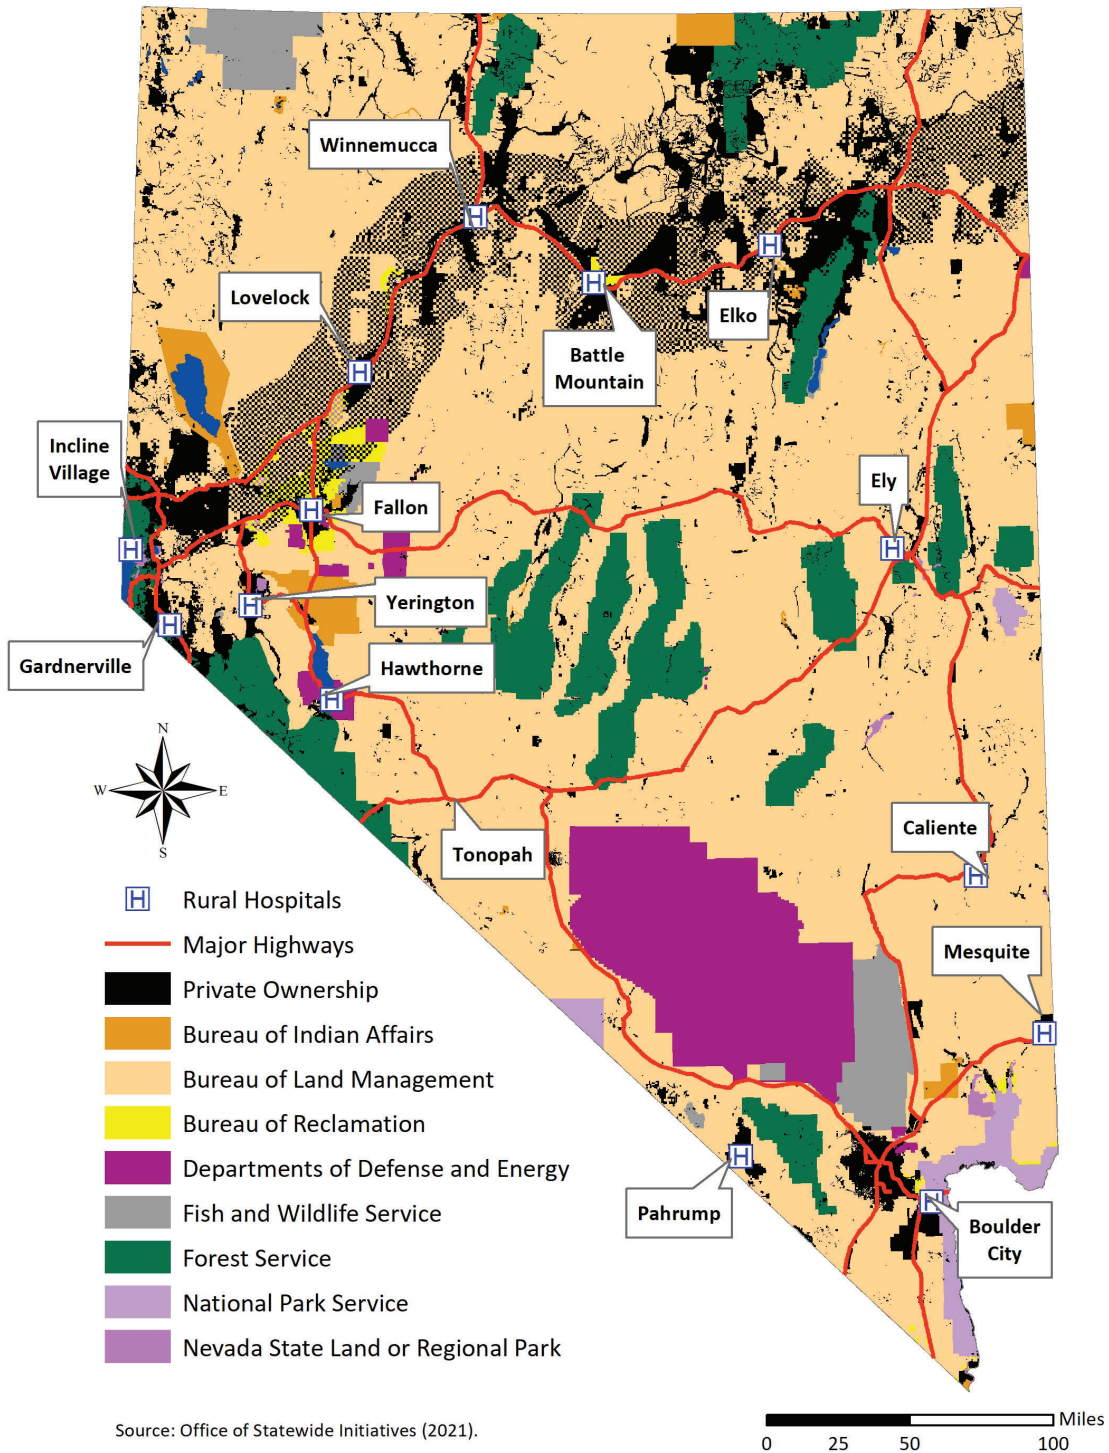 Winnemucca
Lovelock
Elko
Battle
Mountain
Incline
Village
Fallon
Ely
Yerington
Gardnerville
Hawthorne
N
W
E
S
Tonopah
Caliente
Mesquite
Pahrump
Boulder
City
H Rural Hospitals
Major Highways
Private Ownership
Bureau of Indian Affairs
Bureau of Land Management
Bureau of Reclamation
Departments of Defense and Energy
Fish and Wildlife Service
Forest Service
National Park Service
Nevada State Land or Regional Park
Source: Office of Statewide Initiatives (2021).
Miles
0 25 50 100